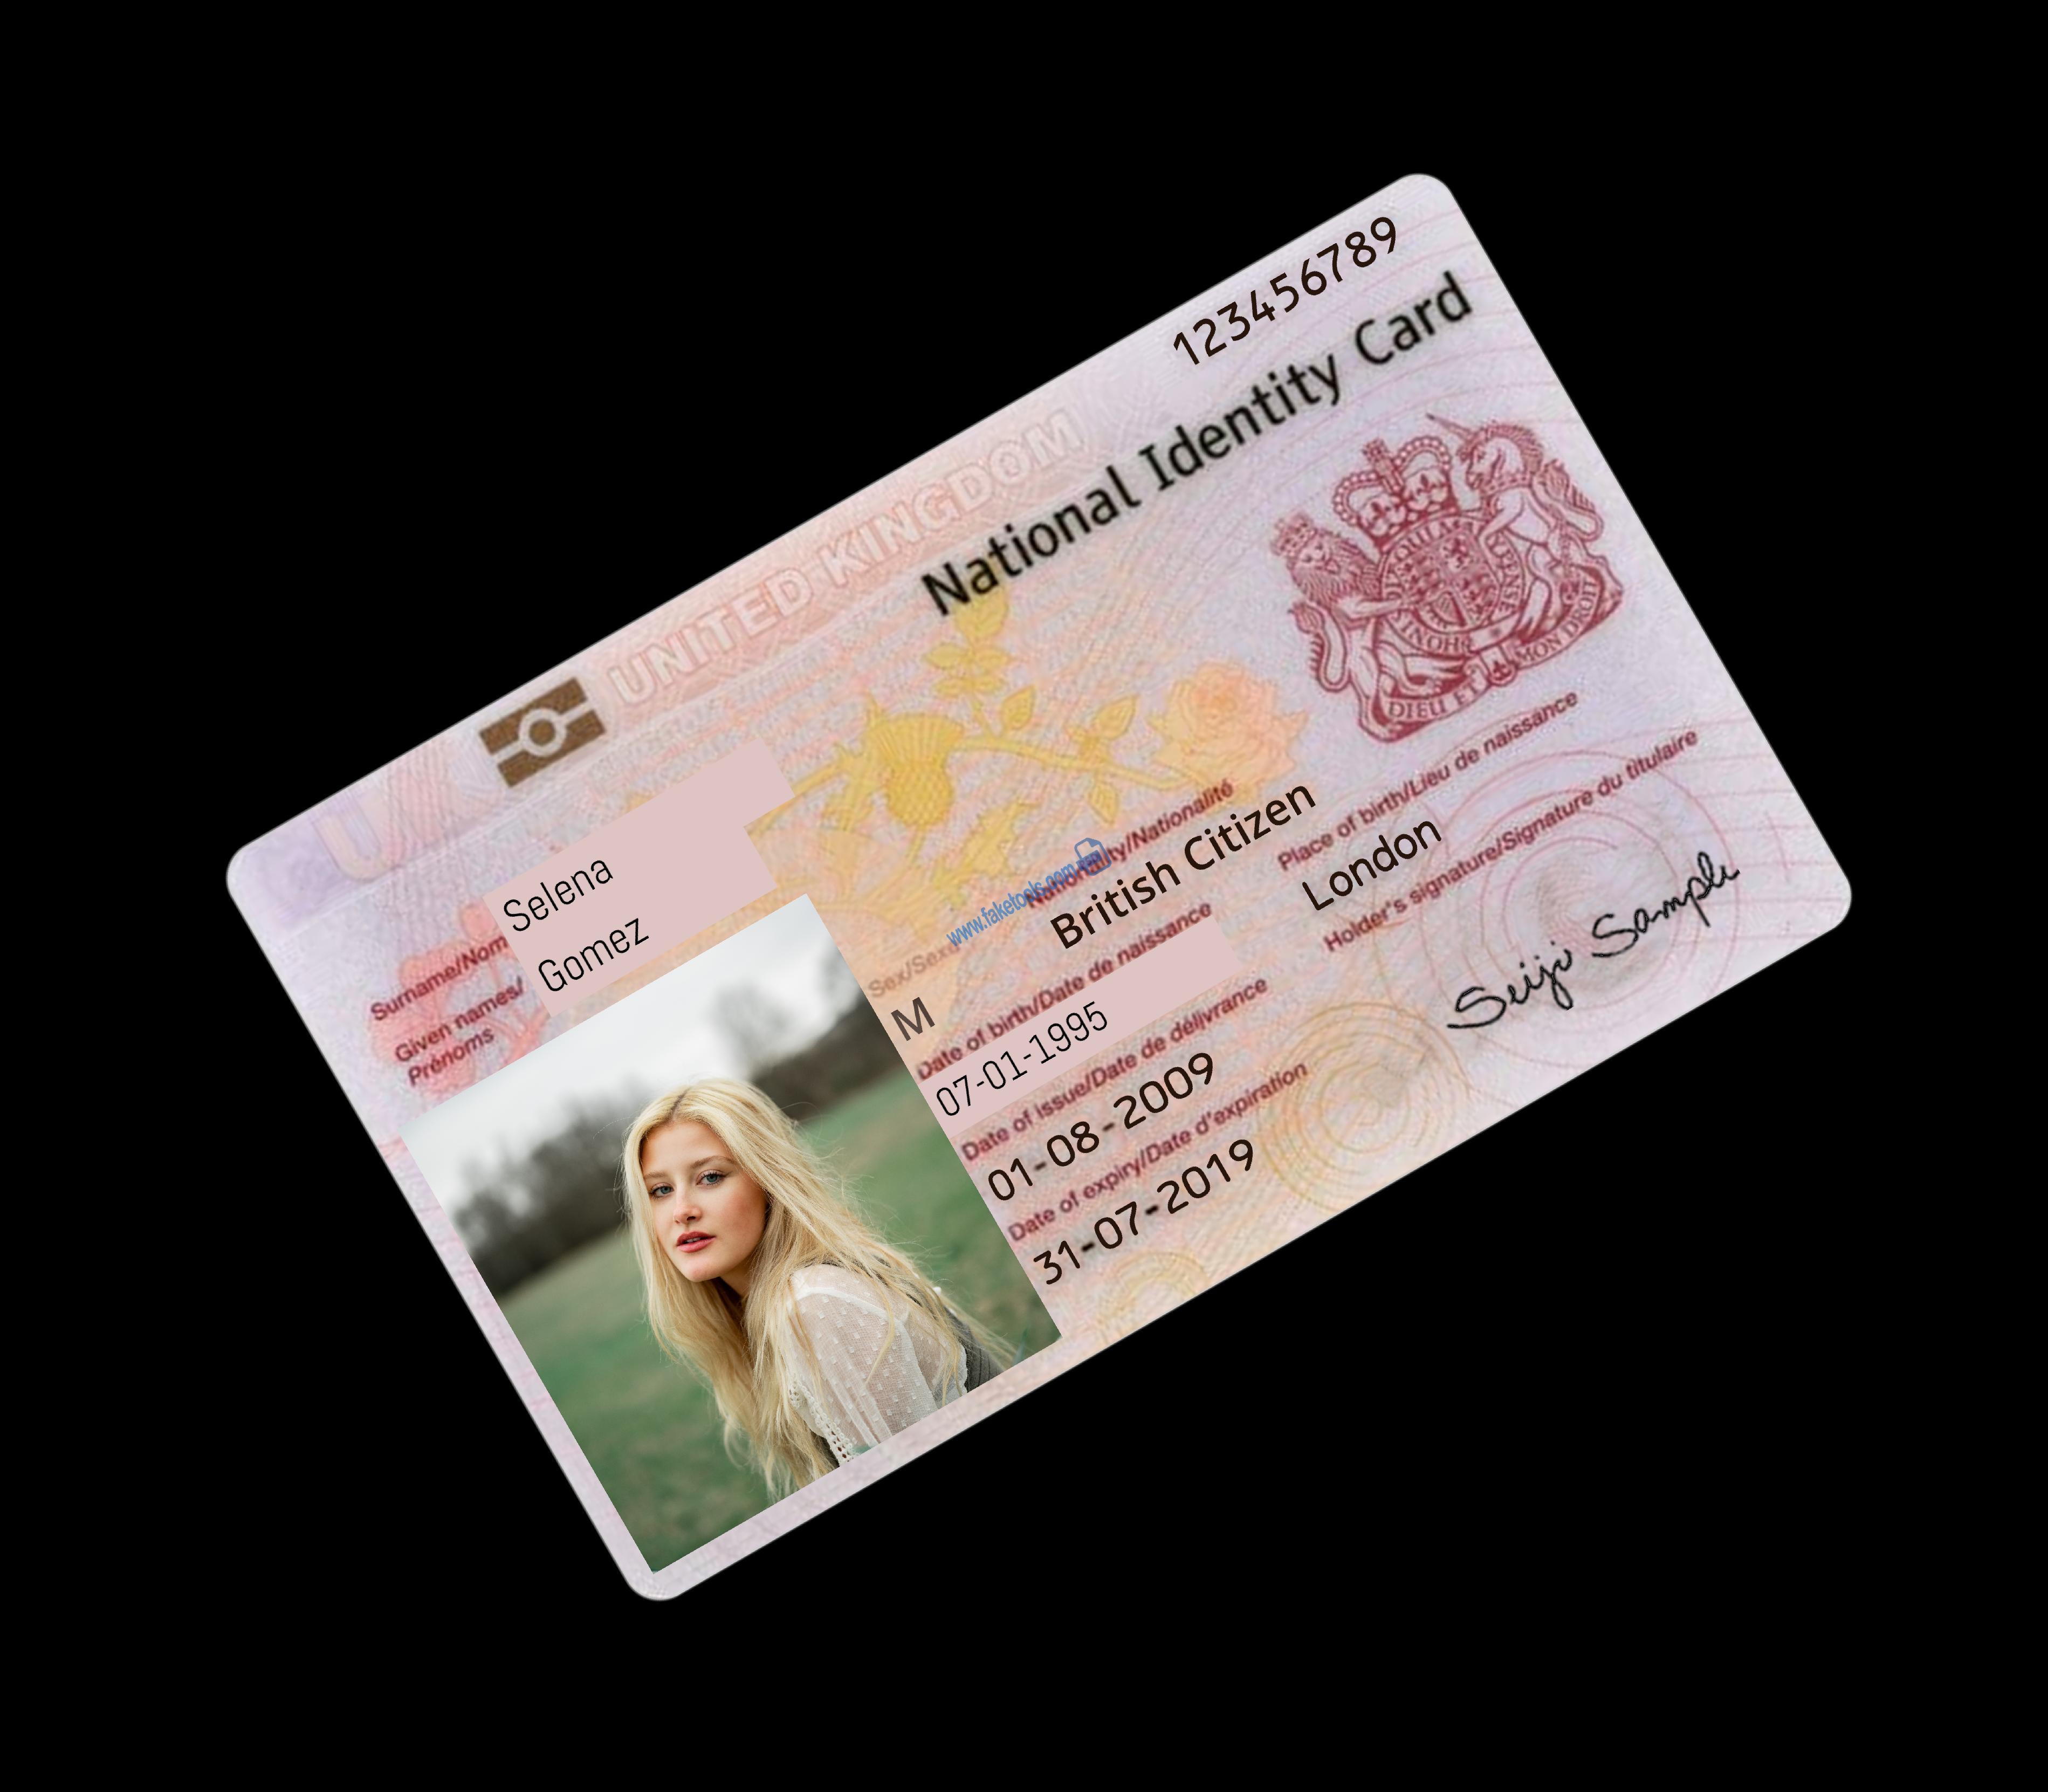 123456789
UNITED KINGDOM
National Identity Card
DIEU ET MON DROIT
Surname/Nom
Selena
Given names/
Prénoms
Gomez
www.faketools.com
Sex/Sexe
M
Nationality/Nationalité
British Citizen
Date of birth/Date de naissance
07-01-1995
Place of birth/Lieu de naissance
London
Date of issue/Date de délivrance
01-08-2009
Holder's signature/Signature du titulaire
Seiji Sample
Date of expiry/Date d'expiration
31-07-2019